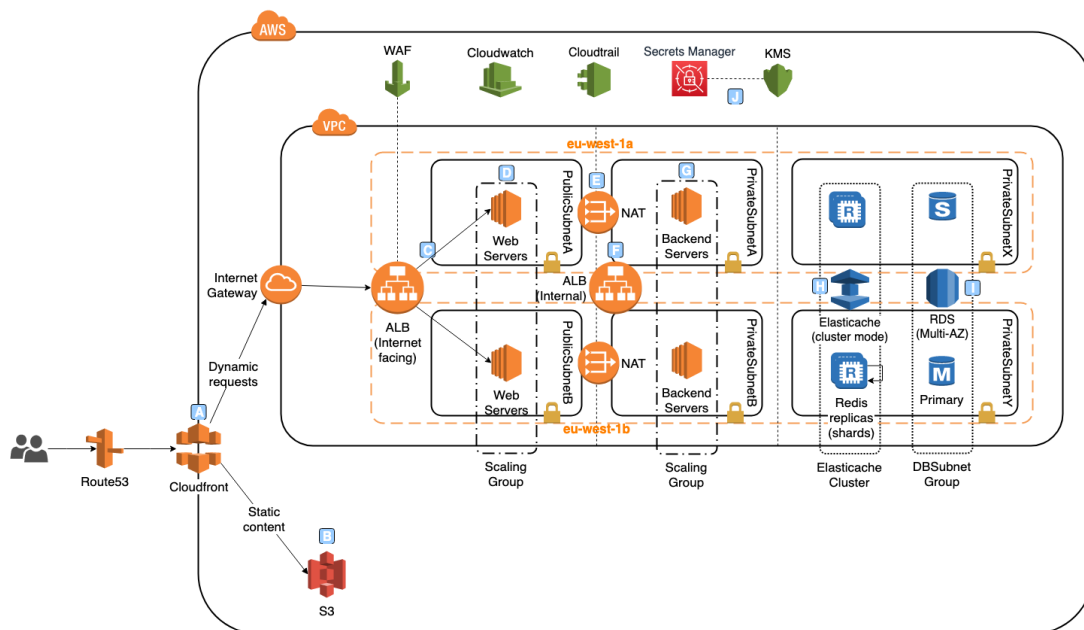 AWS
WAF
Cloudwatch
Cloudtrail
Secrets Manager
KMS
J
VPC
eu-west-1a
D
E
G
PublicSubnetA
PrivateSubnetA
PrivateSubnetX
R
S
NAT
C
F
Web
Servers
Backend
Servers
Internet
Gateway
ALB
(Internet
facing)
ALB
(Internal)
H
I
Elasticache
(cluster mode)
RDS
(Multi-AZ)
PublicSubnetB
PrivateSubnetB
PrivateSubnetY
NAT
R
M
Web
Servers
Backend
Servers
Redis
replicas
(shards)
Primary
eu-west-1b
Dynamic
requests
A
Route53
Cloudfront
Scaling
Group
Scaling
Group
Elasticache
Cluster
DBSubnet
Group
Static
content
B
S3